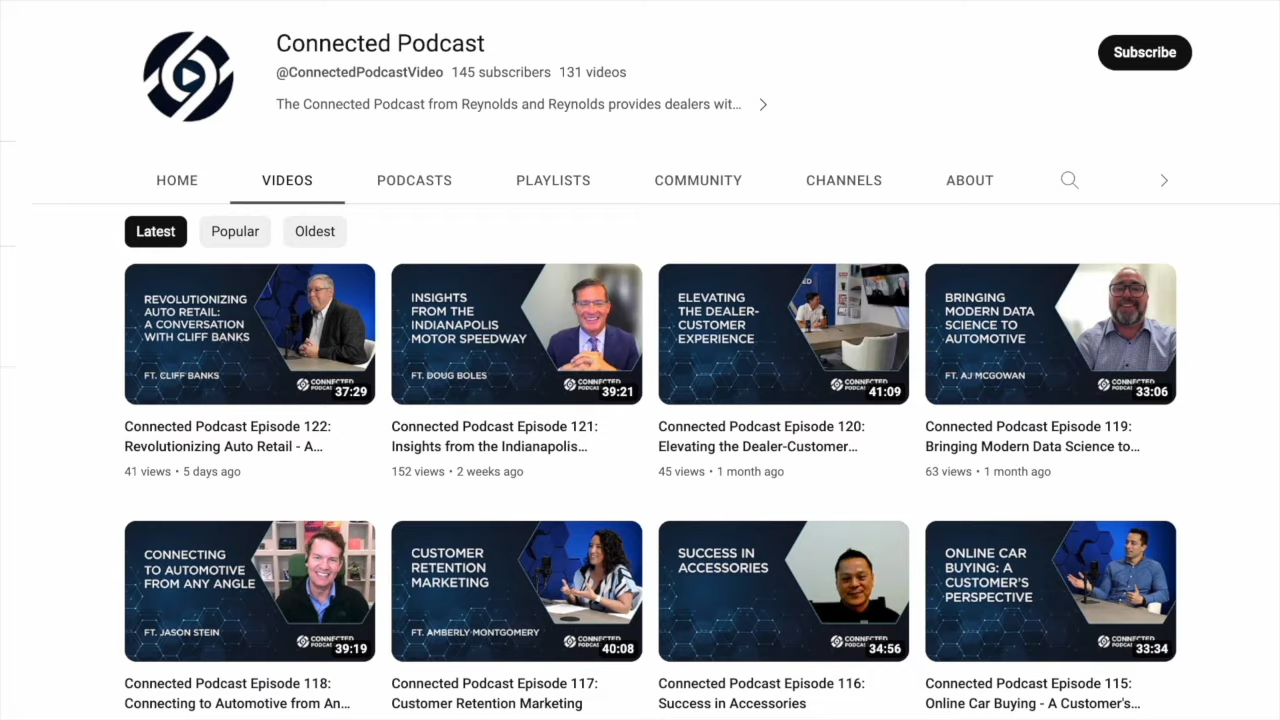 Connected Podcast
Subscribe
@ConnectedPodcastVideo 145 subscribers 131 videos
The Connected Podcast from Reynolds and Reynolds provides dealers wit...
HOME VIDEOS PODCASTS PLAYLISTS COMMUNITY CHANNELS ABOUT
Latest Popular Oldest
REVOLUTIONIZING
AUTO RETAIL:
A CONVERSATION
WITH CLIFF BANKS
FT. CLIFF BANKS
CONNECTED
37:29
INSIGHTS
FROM THE
INDIANAPOLIS
MOTOR SPEEDWAY
FT. DOUG BOLES
CONNECTED
39:21
ELEVATING
THE DEALER-
CUSTOMER
EXPERIENCE
CONNECTED
41:09
BRINGING
MODERN DATA
SCIENCE TO
AUTOMOTIVE
FT. AJ MCGOWAN
CONNECTED
33:06
Connected Podcast Episode 122:
Revolutionizing Auto Retail - A...
41 views • 5 days ago
Connected Podcast Episode 121:
Insights from the Indianapolis...
152 views • 2 weeks ago
Connected Podcast Episode 120:
Elevating the Dealer-Customer...
45 views • 1 month ago
Connected Podcast Episode 119:
Bringing Modern Data Science to...
63 views • 1 month ago
CONNECTING
TO AUTOMOTIVE
FROM ANY ANGLE
FT. JASON STEIN
CONNECTED
39:19
CUSTOMER
RETENTION
MARKETING
FT. AMBERLY MONTGOMERY
CONNECTED
40:08
SUCCESS IN
ACCESSORIES
CONNECTED
34:56
ONLINE CAR
BUYING: A
CUSTOMER'S
PERSPECTIVE
CONNECTED
33:34
Connected Podcast Episode 118:
Connecting to Automotive from An...
Connected Podcast Episode 117:
Customer Retention Marketing
Connected Podcast Episode 116:
Success in Accessories
Connected Podcast Episode 115:
Online Car Buying - A Customer's...